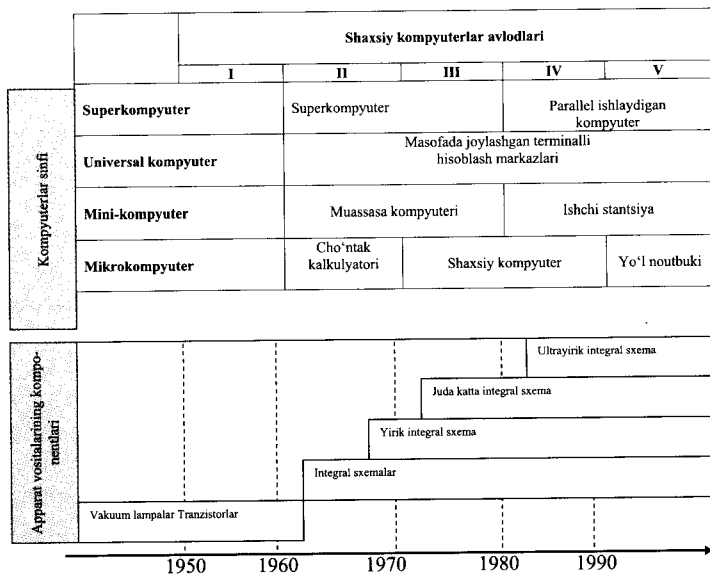 Shaxsiy kompyuterlar avlodlari
I II III IV V
Kompyuterlar sinfi
Superkompyuter
Superkompyuter
Parallel ishlaydigan
kompyuter
Universal kompyuter
Masofada joylashgan terminalli
hisoblash markazlari
Mini-kompyuter
Muassasa kompyuteri
Ishchi stantsiya
Mikrokompyuter
Cho‘ntak
kalkulyatori
Shaxsiy kompyuter
Yo‘l noutbuki
Apparat vositalarining kompo-
nentlari
Ultrayirik integral sxema
Juda katta integral sxema
Yirik integral sxema
Integral sxemalar
Vakuum lampalar Tranzistorlar
1950 1960 1970 1980 1990